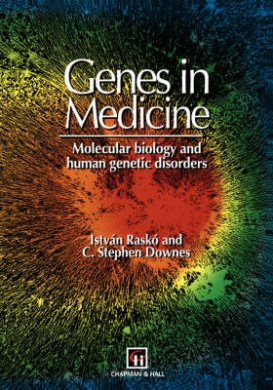 Genes in
Medicine
Molecular biology and
human genetic disorders
István Raskó and
C. Stephen Downes
CHAPMAN & HALL